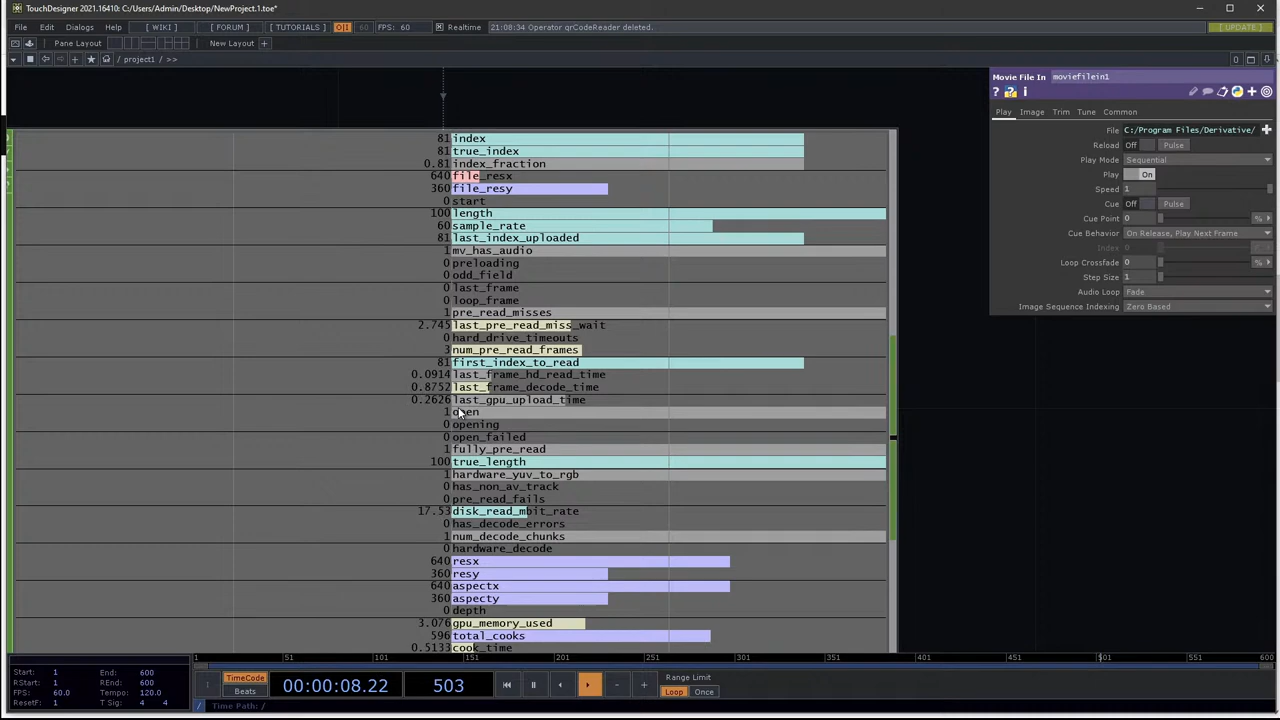 TouchDesigner 2021.16410: C:/Users/Admin/Desktop/NewProject.1.toe*
File Edit Dialogs Help [ WIKI ] [ FORUM ] [ TUTORIALS ] O|I 60 FPS: 60 Realtime 21:08:34 Operator qrCodeReader deleted. [ UPDATE ]
Pane Layout New Layout +
/ project1 / >>
Movie File In moviefilein1
Play Image Trim Tune Common
File C:/Program Files/Derivative/
Reload Off Pulse
Play Mode Sequential
Play On
Speed 1
Cue Off Pulse
Cue Point 0 %
Cue Behavior On Release, Play Next Frame
Index 0
Loop Crossfade 0 %
Step Size 1
Audio Loop Fade
Image Sequence Indexing Zero Based
81 index
81 true_index
0.81 index_fraction
640 file_resx
360 file_resy
0 start
100 length
60 sample_rate
81 last_index_uploaded
1 mv_has_audio
0 preloading
0 odd_field
0 last_frame
0 loop_frame
1 pre_read_misses
2.745 last_pre_read_miss_wait
0 hard_drive_timeouts
3 num_pre_read_frames
81 first_index_to_read
0.0914 last_frame_hd_read_time
0.8752 last_frame_decode_time
0.2626 last_gpu_upload_time
1 open
0 opening
0 open_failed
1 fully_pre_read
100 true_length
1 hardware_yuv_to_rgb
0 has_non_av_track
0 pre_read_fails
17.53 disk_read_mbit_rate
0 has_decode_errors
1 num_decode_chunks
0 hardware_decode
640 resx
360 resy
640 aspectx
360 aspecty
0 depth
3.076 gpu_memory_used
596 total_cooks
0.5133 cook_time
1 51 101 151 201 251 301 351 401 451 501 551 600
Start: 1 End: 600
RStart: 1 REnd: 600
FPS: 60.0 Tempo: 120.0
ResetF: 1 T Sig: 4 4
TimeCode
Beats
00:00:08.22
503
Range Limit
Loop Once
/ Time Path: /